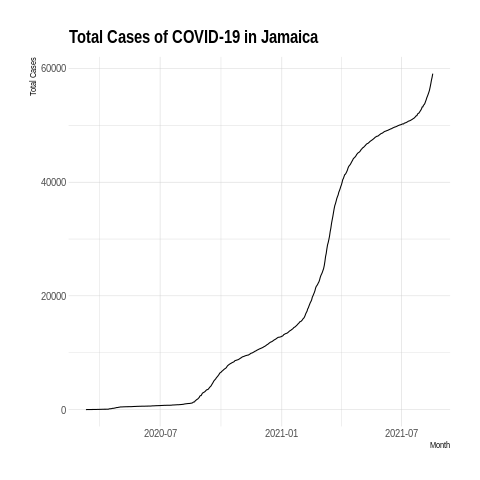 Total Cases of COVID-19 in Jamaica
Total Cases
60000
40000
20000
0
2020-07 2021-01 2021-07
Month